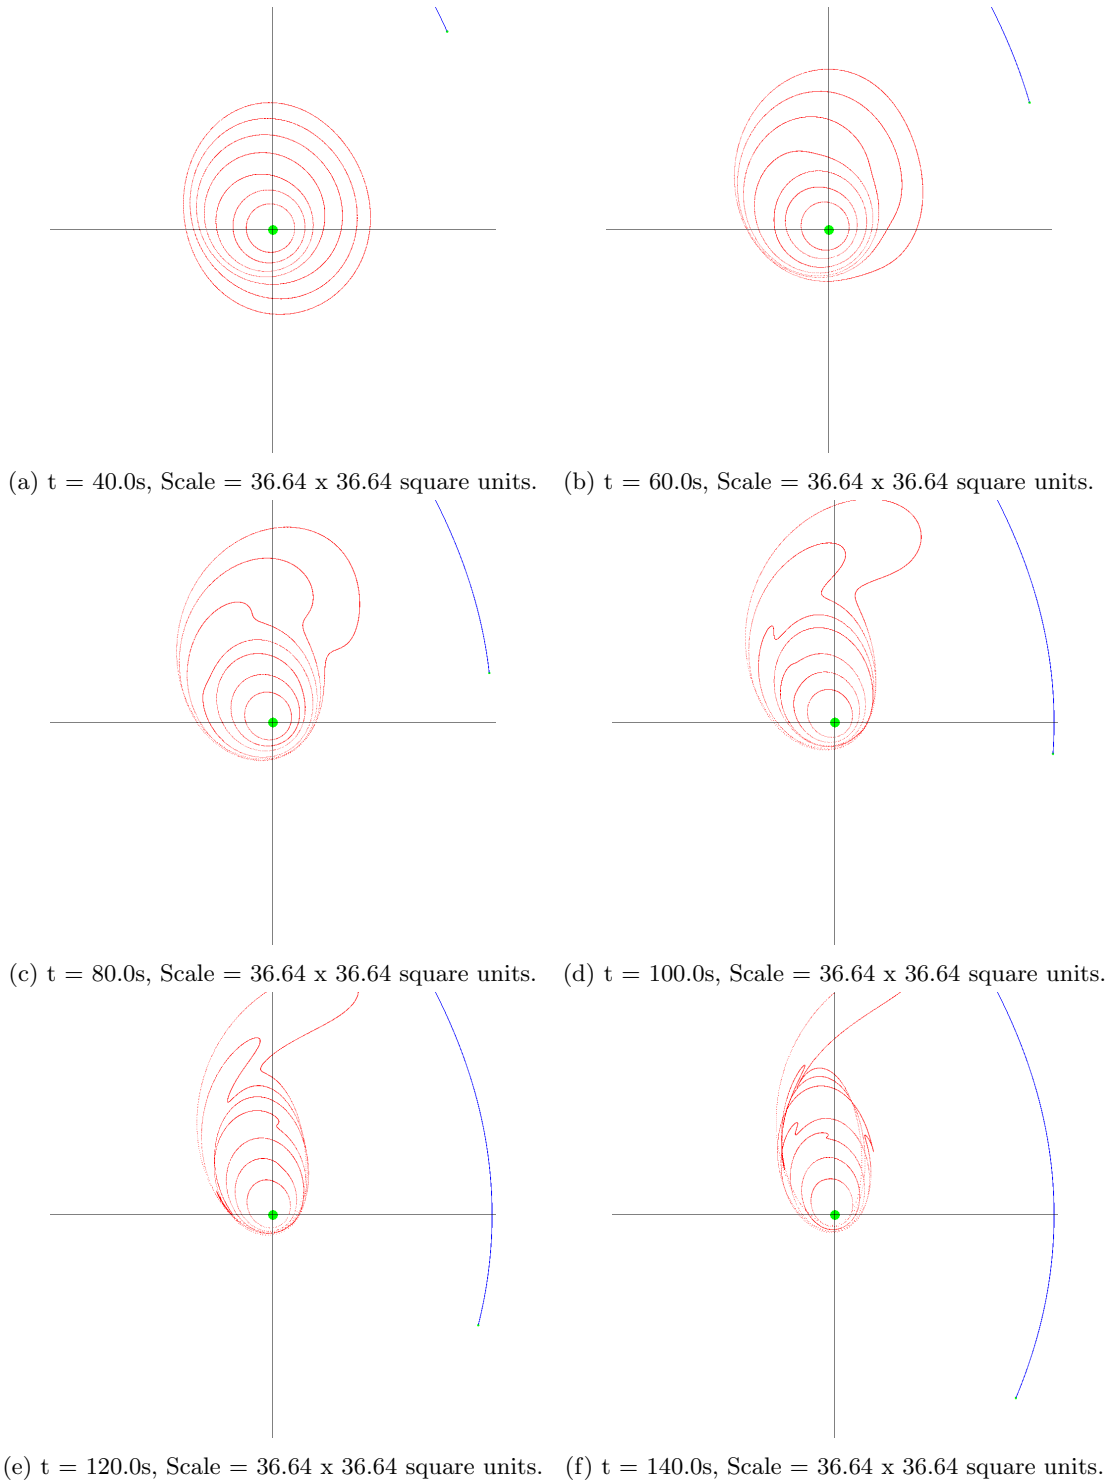 (a) t = 40.0s, Scale = 36.64 x 36.64 square units.
(b) t = 60.0s, Scale = 36.64 x 36.64 square units.
(c) t = 80.0s, Scale = 36.64 x 36.64 square units.
(d) t = 100.0s, Scale = 36.64 x 36.64 square units.
(e) t = 120.0s, Scale = 36.64 x 36.64 square units.
(f) t = 140.0s, Scale = 36.64 x 36.64 square units.